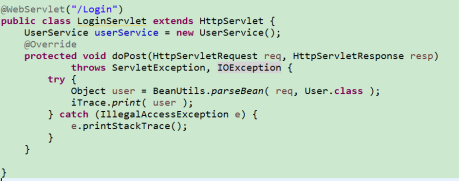 @WebServlet("/Login")
public class LoginServlet extends HttpServlet {
UserService userService = new UserService();
@Override
protected void doPost(HttpServletRequest req, HttpServletResponse resp)
throws ServletException, IOException {
try {
Object user = BeanUtils.parseBean( req, User.class );
iTrace.print( user );
} catch (IllegalAccessException e) {
e.printStackTrace();
}
}
}